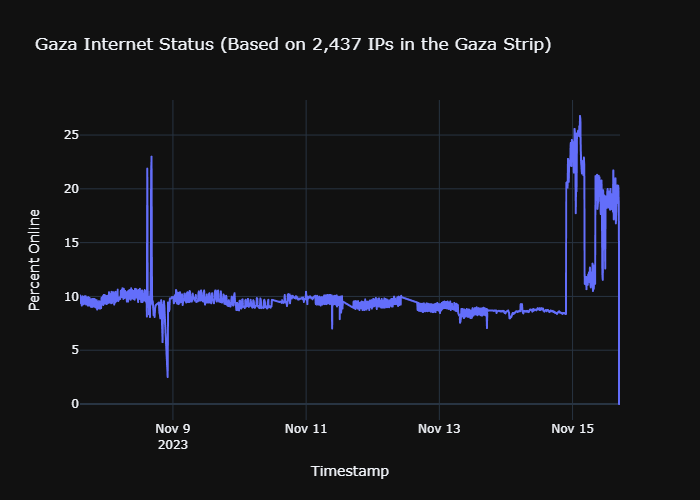 Gaza Internet Status (Based on 2,437 IPs in the Gaza Strip)
Percent Online
25
20
15
10
5
0
Nov 9
2023
Nov 11
Nov 13
Nov 15
Timestamp